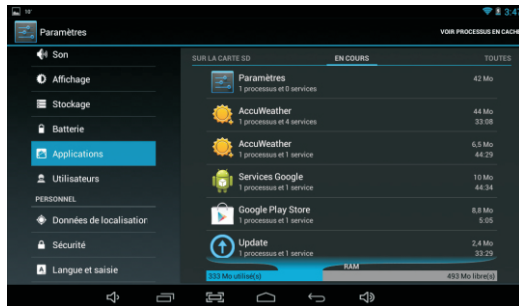 10°
3:47
Paramètres
VOIR PROCESSUS EN CACHE
Son
Affichage
Stockage
Batterie
Applications
Utilisateurs
PERSONNEL
Données de localisation
Sécurité
Langue et saisie
SUR LA CARTE SD
EN COURS
TOUTES
Paramètres
42 Mo
1 processus et 0 services
AccuWeather
44 Mo
1 processus et 4 services
33:08
AccuWeather
6,5 Mo
1 processus et 1 service
44:29
Services Google
10 Mo
1 processus et 1 service
44:34
Google Play Store
8,8 Mo
1 processus et 1 service
5:05
Update
2,4 Mo
1 processus et 1 service
33:29
RAM
333 Mo utilisé(s)
493 Mo libre(s)
A